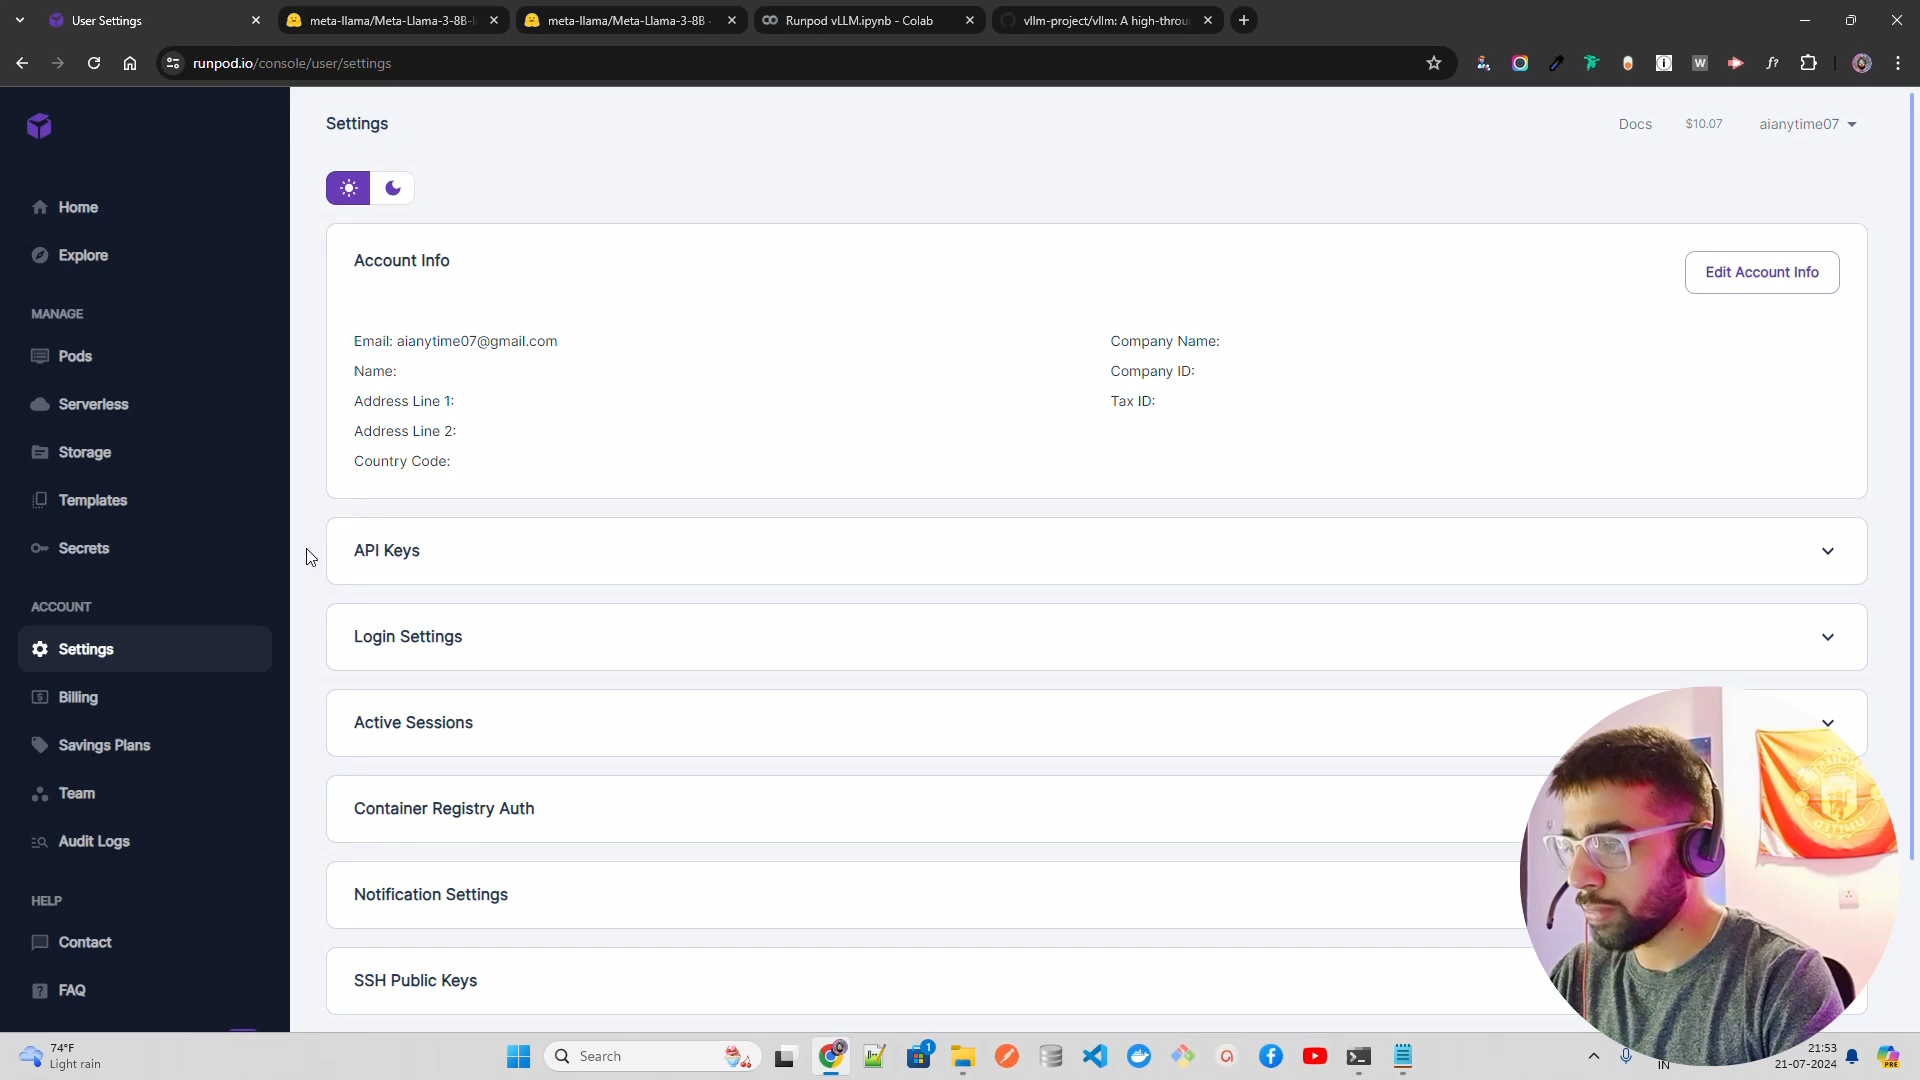 User Settings
meta-llama/Meta-Llama-3-8B-I
meta-llama/Meta-Llama-3-8B
Runpod vLLM.ipynb - Colab
vllm-project/vllm: A high-throu
runpod.io/console/user/settings
Settings
Docs
$10.07
aianytime07
Home
Explore
MANAGE
Pods
Serverless
Storage
Templates
Secrets
ACCOUNT
Settings
Billing
Savings Plans
Team
Audit Logs
HELP
Contact
FAQ
Account Info
Edit Account Info
Email: aianytime07@gmail.com
Name:
Address Line 1:
Address Line 2:
Country Code:
Company Name:
Company ID:
Tax ID:
API Keys
Login Settings
Active Sessions
Container Registry Auth
Notification Settings
SSH Public Keys
74°F
Light rain
Search
1
IN
21:53
21-07-2024
PRE